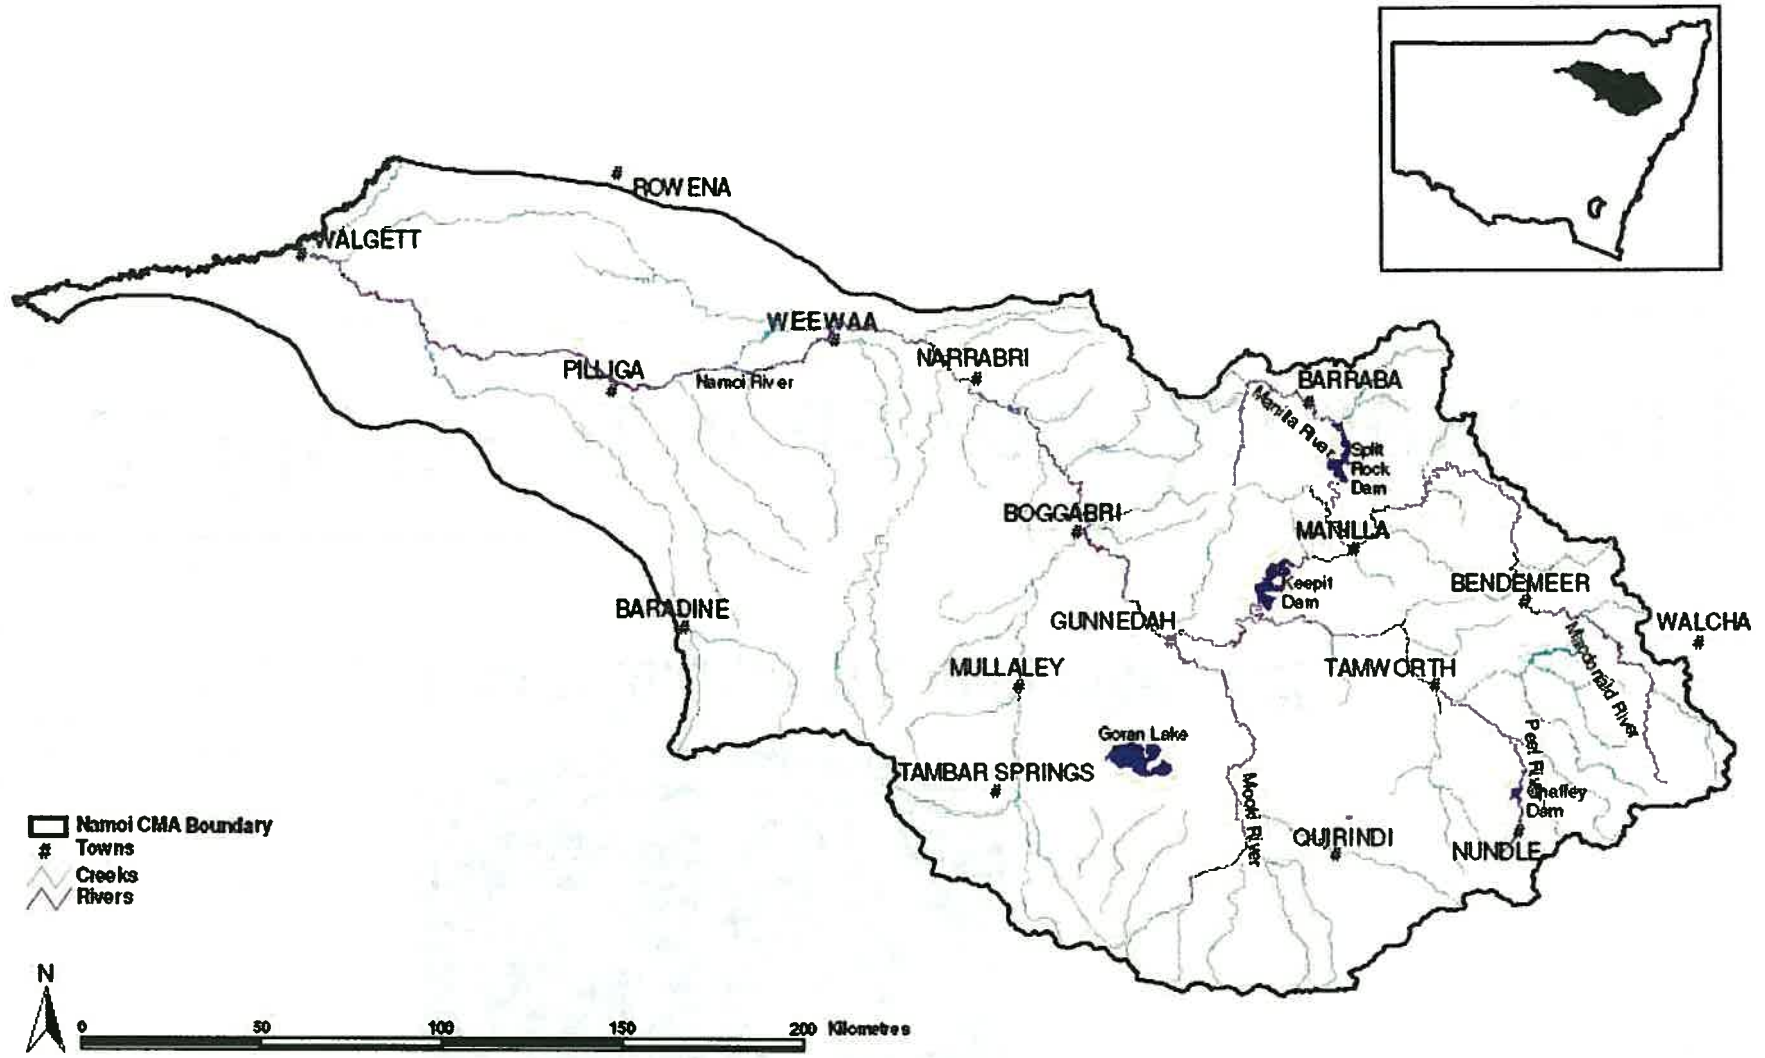 ROWENA
WALGETT
WEEWAA
NARRABRI
PILLIGA
Namoi River
BARRABA
Manilla River
Split
Rock
Dam
BOGGABRI
MANILLA
Keepit
Dam
BENDEMEER
BARADINE
GUNNEDAH
WALCHA
MULLALEY
TAMWORTH
Macdonald River
Goran Lake
Peel River
TAMBAR SPRINGS
Mooki River
Chaffey
Dam
QUIRINDI
NUNDLE
Namoi CMA Boundary
# Towns
Creeks
Rivers
N
0 50 100 150 200 Kilometres